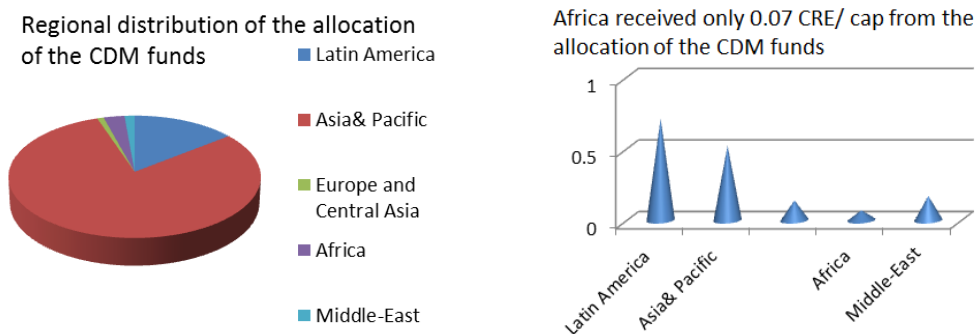 Regional distribution of the allocation
of the CDM funds
Latin America
Asia& Pacific
Europe and
Central Asia
Africa
Middle-East
Africa received only 0.07 CRE/ cap from the
allocation of the CDM funds
1
0.5
0
Latin America
Asia& Pacific
Africa
Middle-East